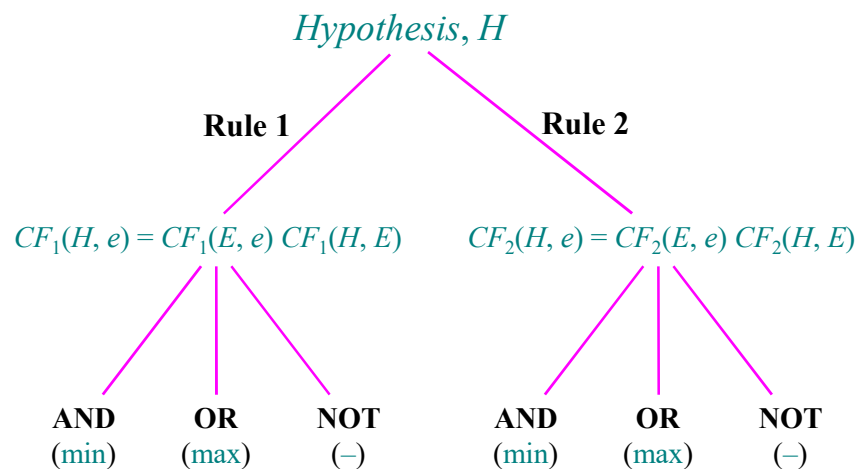 Hypothesis, H
Rule 1
Rule 2
CF₁(H, e) = CF₁(E, e) CF₁(H, E)
CF₂(H, e) = CF₂(E, e) CF₂(H, E)
AND OR NOT
(min) (max) (–)
AND OR NOT
(min) (max) (–)